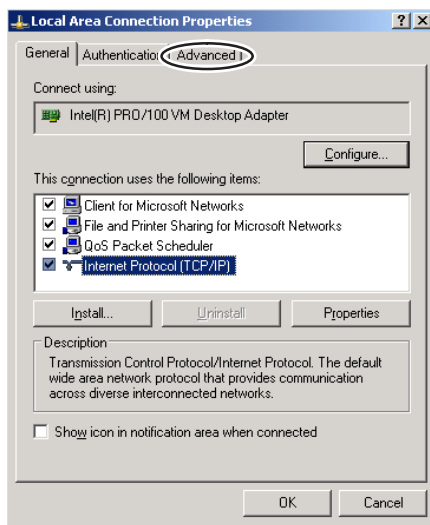 Local Area Connection Properties
General Authentication Advanced
Connect using:
Intel(R) PRO/100 VM Desktop Adapter
Configure...
This connection uses the following items:
Client for Microsoft Networks
File and Printer Sharing for Microsoft Networks
QoS Packet Scheduler
Internet Protocol (TCP/IP)
Install... Uninstall Properties
Description
Transmission Control Protocol/Internet Protocol. The default
wide area network protocol that provides communication
across diverse interconnected networks.
Show icon in notification area when connected
OK Cancel